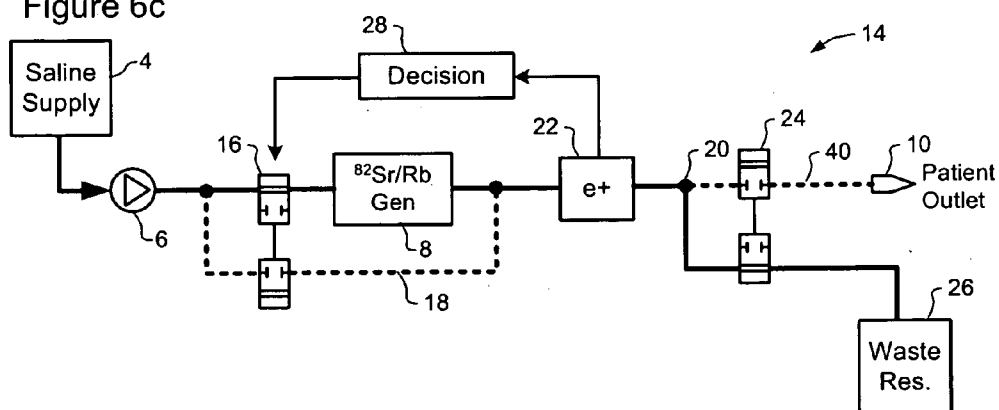 Figure 6c
28
14
Saline
Supply
4
Decision
16
22
24
20
40
10
⁸²Sr/Rb
Gen
e+
Patient
Outlet
6
8
18
26
Waste
Res.